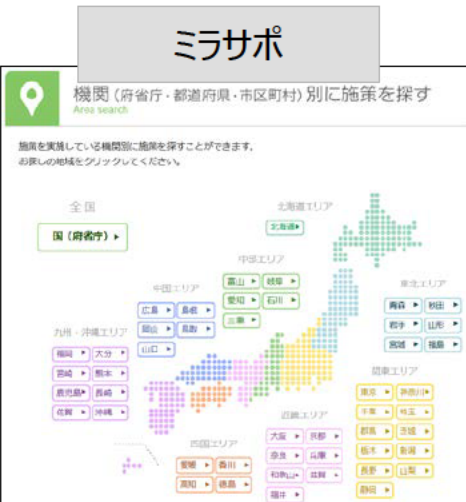 ミラサポ
機関（府省庁・都道府県・市区町村）別に施策を探す
Area search
施策を実施している機関別に施策を探すことができます。
お探しの地域をクリックしてください。
全国
国（府省庁）
北海道エリア
北海道
中部エリア
富山 岐阜
愛知 石川
三重
中国エリア
広島 島根
岡山 鳥取
山口
東北エリア
青森 秋田
岩手 山形
宮城 福島
九州・沖縄エリア
福岡 大分
宮崎 熊本
鹿児島 長崎
佐賀 沖縄
関東エリア
東京 神奈川
千葉 埼玉
群馬 茨城
栃木 新潟
長野 山梨
静岡
近畿エリア
大阪 京都
奈良 兵庫
和歌山 滋賀
福井
四国エリア
愛媛 香川
高知 徳島